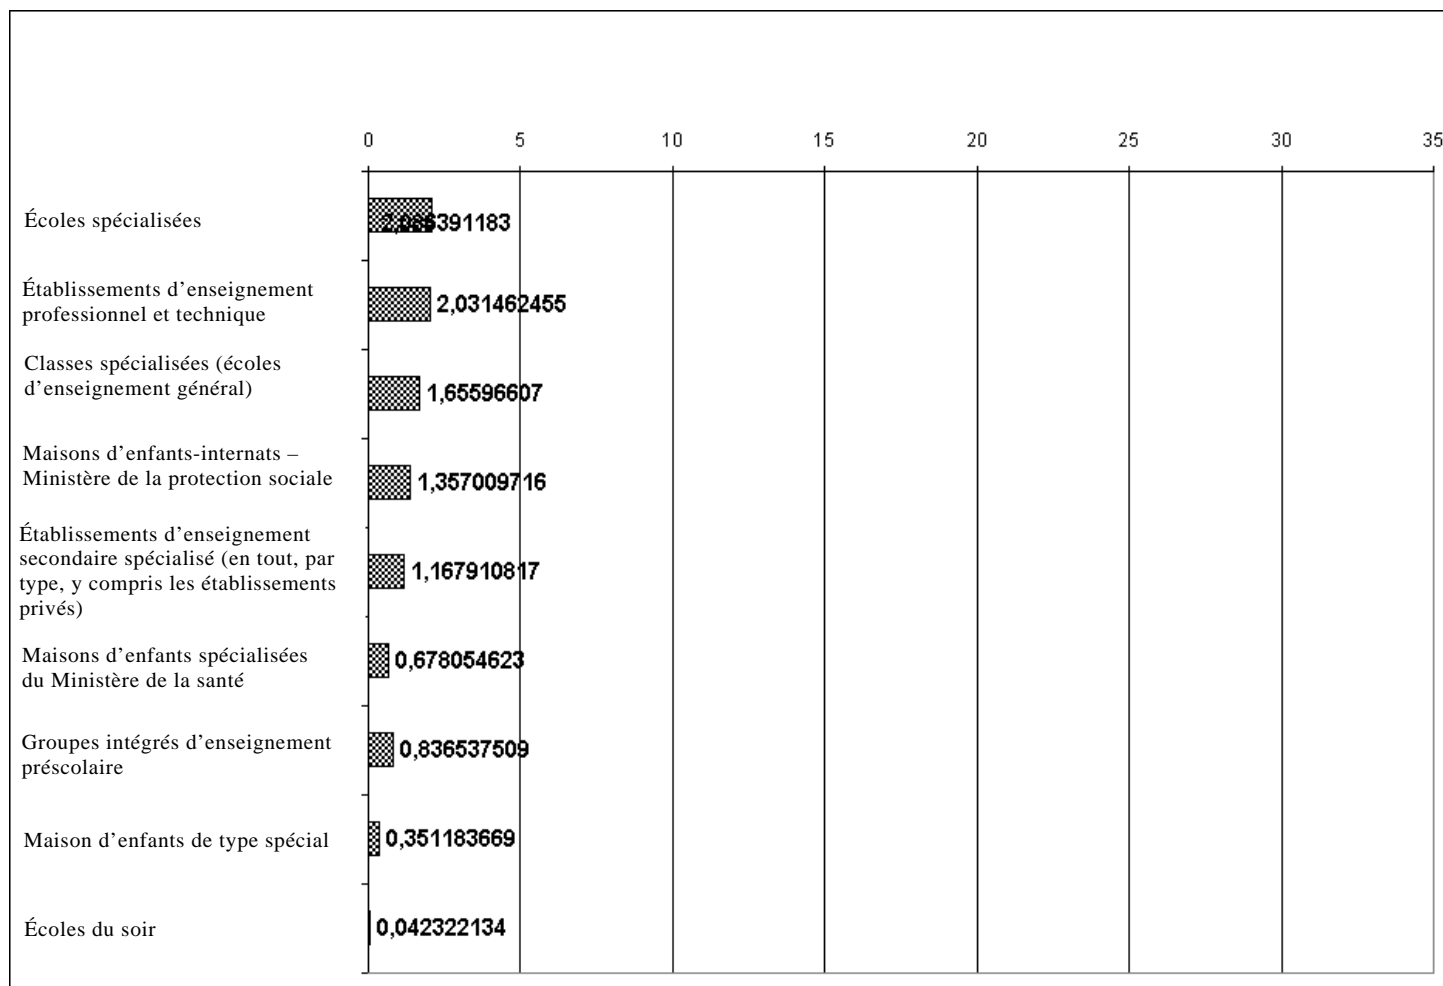 0 5 10 15 20 25 30 35
Écoles spécialisées
2,086391183
Établissements d’enseignement
professionnel et technique
2,031462455
Classes spécialisées (écoles
d’enseignement général)
1,65596607
Maisons d’enfants-internats –
Ministère de la protection sociale
1,357009716
Établissements d’enseignement
secondaire spécialisé (en tout, par
type, y compris les établissements
privés)
1,167910817
Maisons d’enfants spécialisées
du Ministère de la santé
0,678054623
Groupes intégrés d’enseignement
préscolaire
0,836537509
Maison d’enfants de type spécial
0,351183669
Écoles du soir
0,042322134